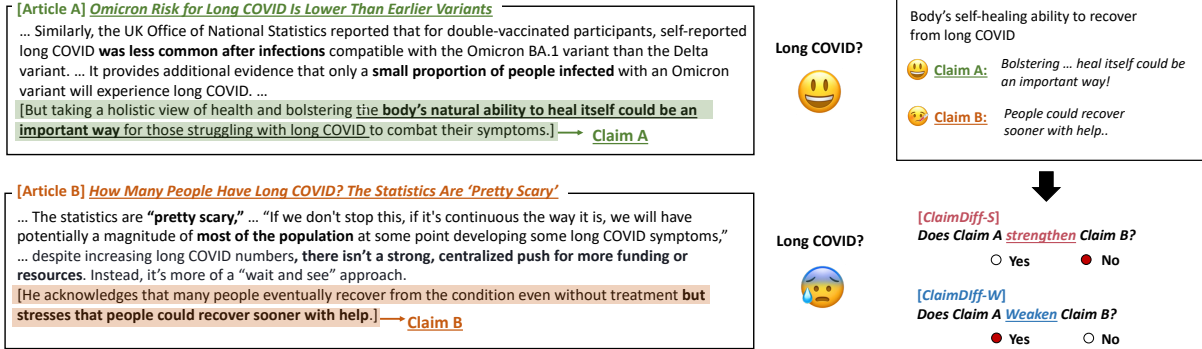 [Article A] Omicron Risk for Long COVID Is Lower Than Earlier Variants
... Similarly, the UK Office of National Statistics reported that for double-vaccinated participants, self-reported
long COVID was less common after infections compatible with the Omicron BA.1 variant than the Delta
variant. ... It provides additional evidence that only a small proportion of people infected with an Omicron
variant will experience long COVID. ...
[But taking a holistic view of health and bolstering the body's natural ability to heal itself could be an
important way for those struggling with long COVID to combat their symptoms.]
Claim A
Long COVID?
[Article B] How Many People Have Long COVID? The Statistics Are 'Pretty Scary'
... The statistics are "pretty scary," ... "If we don't stop this, if it's continuous the way it is, we will have
potentially a magnitude of most of the population at some point developing some long COVID symptoms,"
... despite increasing long COVID numbers, there isn't a strong, centralized push for more funding or
resources. Instead, it's more of a "wait and see" approach.
[He acknowledges that many people eventually recover from the condition even without treatment but
stresses that people could recover sooner with help.]
Claim B
Long COVID?
Body's self-healing ability to recover
from long COVID
Claim A: Bolstering ... heal itself could be
an important way!
Claim B: People could recover
sooner with help..
[ClaimDiff-S]
Does Claim A strengthen Claim B?
Yes No
[ClaimDIff-W]
Does Claim A Weaken Claim B?
Yes No